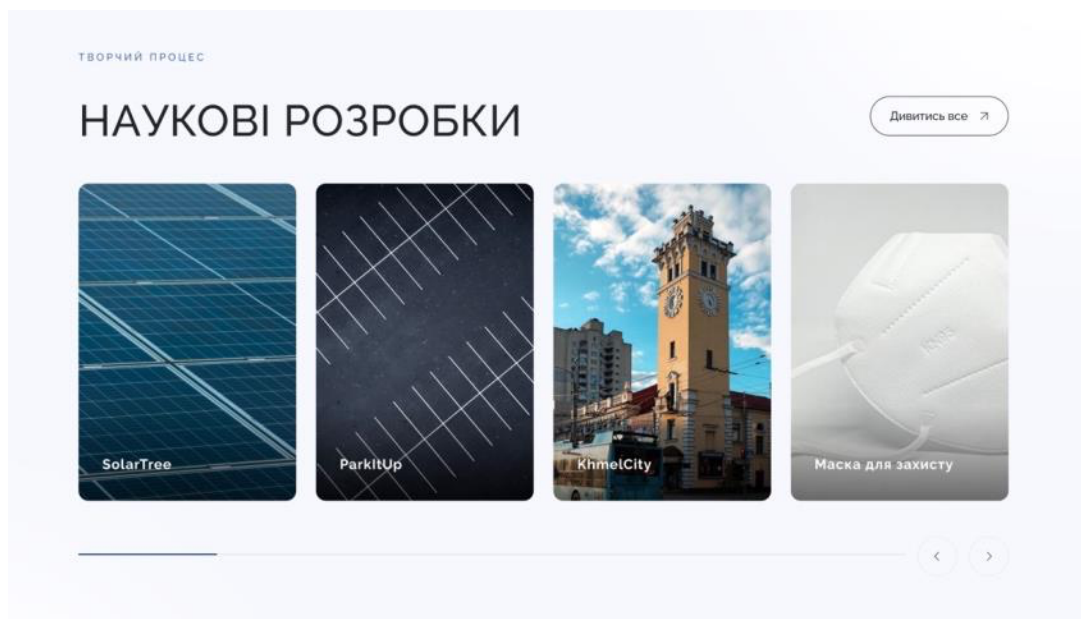 ТВОРЧИЙ ПРОЦЕС
НАУКОВІ РОЗРОБКИ
Дивитись все
SolarTree
ParkItUp
KhmelCity
Маска для захисту